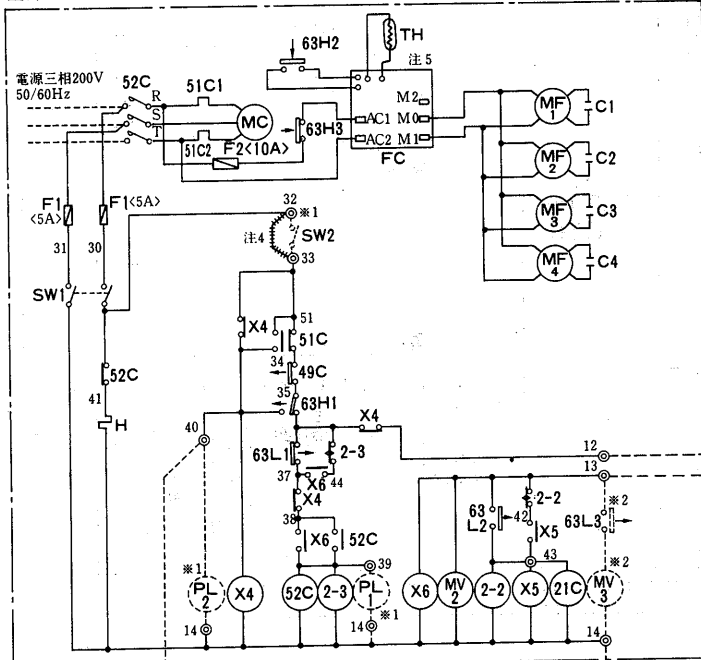 63H2
TH
注5
電源三相200V
50/60Hz
52C
R
S
T
51C1
51C2
MC
63H3
F2<10A>
AC1
AC2
M2
M0
M1
FC
MF
1
C1
MF
2
C2
MF
3
C3
MF
4
C4
F1
<5A>
F1<5A>
31
30
32
※1
注4
SW2
33
SW1
X4
51
51C
34
49C
35
63H1
52C
41
H
40
X4
12
63L1
2-3
37
X6
44
X4
38
X6
52C
39
13
63
L2
42
2-2
X5
43
※2
63L3
※1
PL
2
14
X4
52C
2-3
PL
1
※1
14
X6
MV
2
2-2
X5
21C
※2
MV
3
14